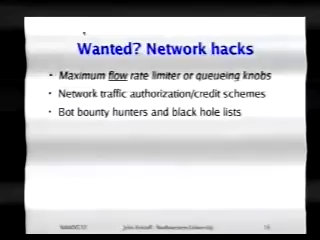 Wanted? Network hacks
• Maximum flow rate limiter or queueing knobs
• Network traffic authorization/credit schemes
• Bot bounty hunters and black hole lists